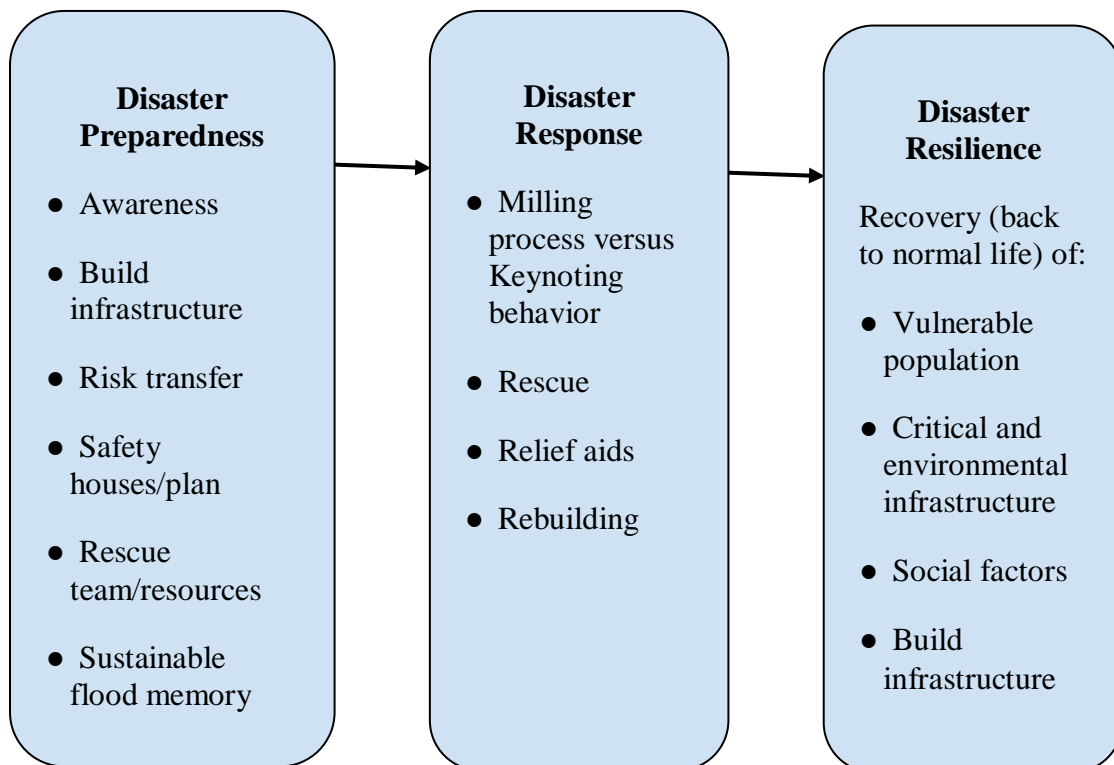 Disaster
Preparedness
● Awareness
● Build
infrastructure
● Risk transfer
● Safety
houses/plan
● Rescue
team/resources
● Sustainable
flood memory
Disaster
Response
● Milling
process versus
Keynoting
behavior
● Rescue
● Relief aids
● Rebuilding
Disaster
Resilience
Recovery (back
to normal life) of:
● Vulnerable
population
● Critical and
environmental
infrastructure
● Social factors
● Build
infrastructure